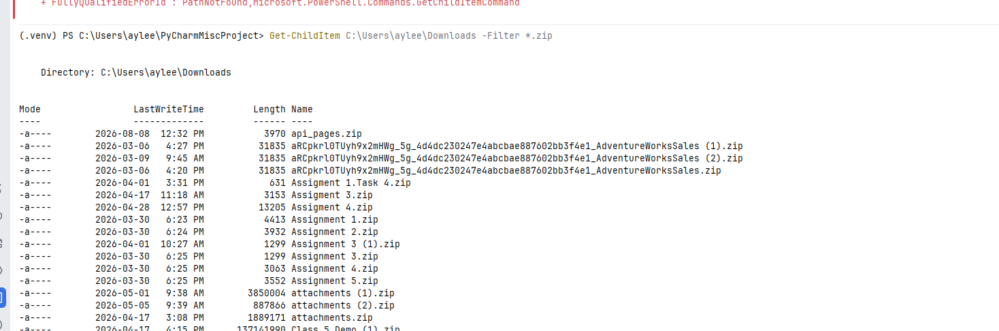 + FullyQualifiedErrorId : PathNotFound,Microsoft.PowerShell.Commands.GetChildItemCommand
(.venv) PS C:\Users\aylee\PyCharmMiscProject> Get-ChildItem C:\Users\aylee\Downloads -Filter *.zip
Directory: C:\Users\aylee\Downloads
Mode                 LastWriteTime         Length Name
----                 -------------         ------ ----
-a----        2026-08-08  12:32 PM           3970 api_pages.zip
-a----        2026-03-06   4:27 PM          31835 aRCpkrl0TUyh9x2mHWg_5g_4d4dc230247e4abcbae887602bb3f4e1_AdventureWorksSales (1).zip
-a----        2026-03-09   9:45 AM          31835 aRCpkrl0TUyh9x2mHWg_5g_4d4dc230247e4abcbae887602bb3f4e1_AdventureWorksSales (2).zip
-a----        2026-03-06   4:20 PM          31835 aRCpkrl0TUyh9x2mHWg_5g_4d4dc230247e4abcbae887602bb3f4e1_AdventureWorksSales.zip
-a----        2026-04-01   3:31 PM            631 Assigment 1.Task 4.zip
-a----        2026-04-17  11:18 AM           3153 Assigment 3.zip
-a----        2026-04-28  12:57 PM          13205 Assigment 4.zip
-a----        2026-03-30   6:23 PM           4413 Assignment 1.zip
-a----        2026-03-30   6:24 PM           3932 Assignment 2.zip
-a----        2026-04-01  10:27 AM           1299 Assignment 3 (1).zip
-a----        2026-03-30   6:25 PM           1299 Assignment 3.zip
-a----        2026-03-30   6:25 PM           3063 Assignment 4.zip
-a----        2026-03-30   6:25 PM           3552 Assignment 5.zip
-a----        2026-05-01   9:38 AM        3850004 attachments (1).zip
-a----        2026-05-05   9:39 AM         887866 attachments (2).zip
-a----        2026-04-17   3:08 PM        1889171 attachments.zip
-a----        2026-04-17   4:15 PM      137141990 Class 5 Demo (1).zip